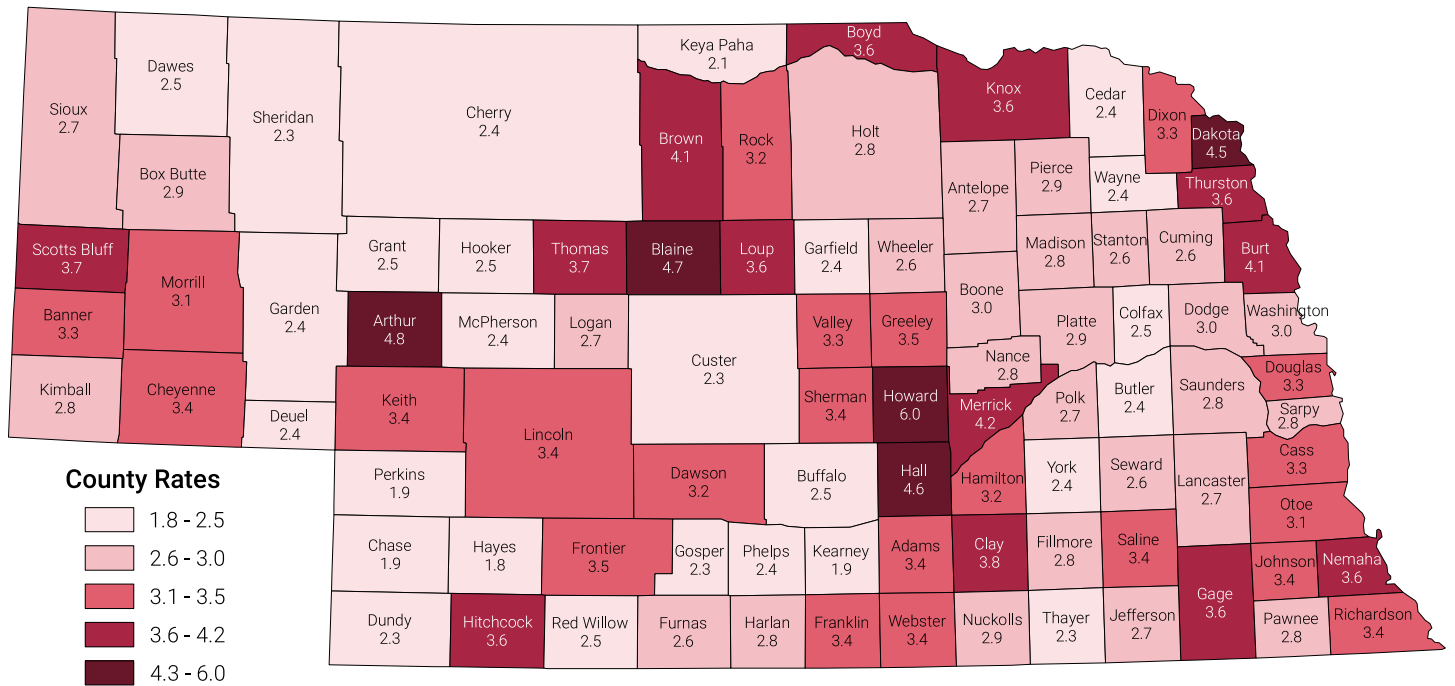 Sioux
2.7
Dawes
2.5
Box Butte
2.9
Sheridan
2.3
Cherry
2.4
Keya Paha
2.1
Boyd
3.6
Brown
4.1
Rock
3.2
Holt
2.8
Knox
3.6
Cedar
2.4
Dixon
3.3
Dakota
4.5
Antelope
2.7
Pierce
2.9
Wayne
2.4
Thurston
3.6
Scotts Bluff
3.7
Morrill
3.1
Banner
3.3
Kimball
2.8
Cheyenne
3.4
Garden
2.4
Deuel
2.4
Grant
2.5
Hooker
2.5
Thomas
3.7
Blaine
4.7
Loup
3.6
Garfield
2.4
Wheeler
2.6
Madison
2.8
Stanton
2.6
Cuming
2.6
Burt
4.1
Arthur
4.8
McPherson
2.4
Logan
2.7
Custer
2.3
Valley
3.3
Greeley
3.5
Boone
3.0
Platte
2.9
Colfax
2.5
Dodge
3.0
Washington
3.0
Nance
2.8
Keith
3.4
Lincoln
3.4
Sherman
3.4
Howard
6.0
Merrick
4.2
Polk
2.7
Butler
2.4
Saunders
2.8
Douglas
3.3
Sarpy
2.8
Perkins
1.9
Dawson
3.2
Buffalo
2.5
Hall
4.6
Hamilton
3.2
York
2.4
Seward
2.6
Lancaster
2.7
Cass
3.3
Otoe
3.1
Chase
1.9
Hayes
1.8
Frontier
3.5
Gosper
2.3
Phelps
2.4
Kearney
1.9
Adams
3.4
Clay
3.8
Fillmore
2.8
Saline
3.4
Gage
3.6
Johnson
3.4
Nemaha
3.6
Dundy
2.3
Hitchcock
3.6
Red Willow
2.5
Furnas
2.6
Harlan
2.8
Franklin
3.4
Webster
3.4
Nuckolls
2.9
Thayer
2.3
Jefferson
2.7
Pawnee
2.8
Richardson
3.4
County Rates
1.8 - 2.5
2.6 - 3.0
3.1 - 3.5
3.6 - 4.2
4.3 - 6.0